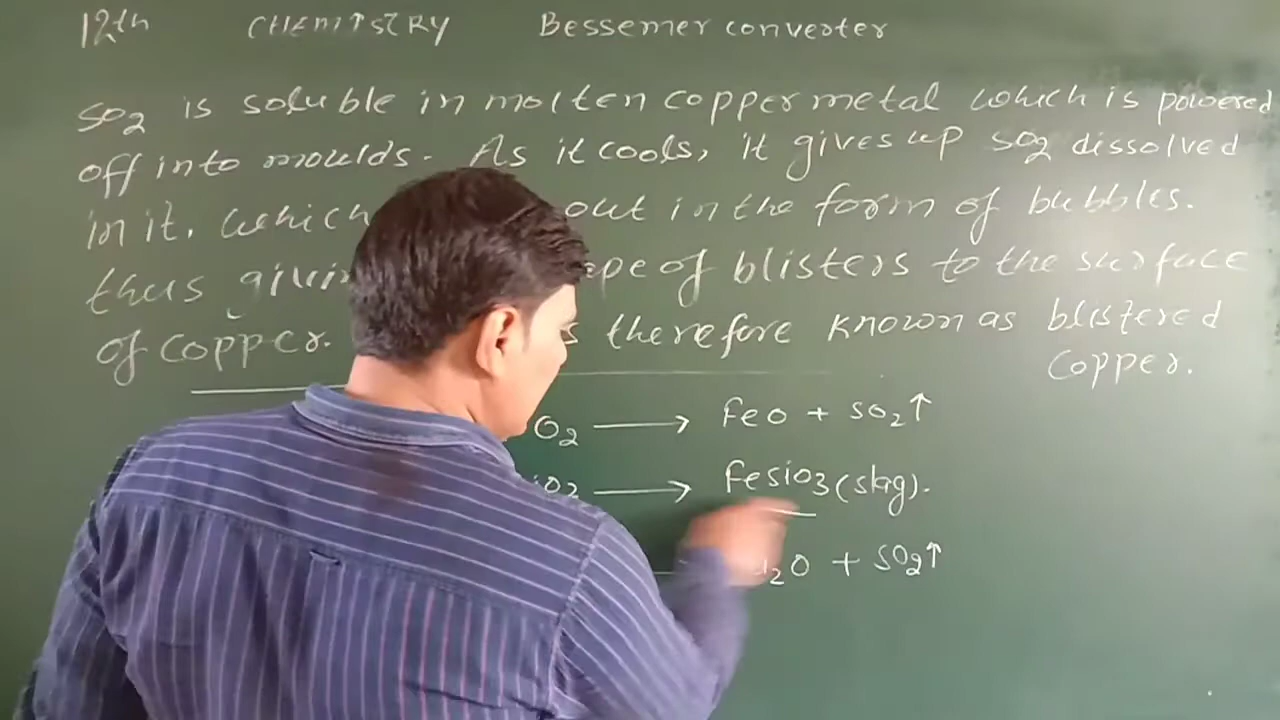 12th CHEMISTRY Bessemer converter
SO2 is soluble in molten copper metal which is powered
off into moulds. As it cools, it gives up SO2 dissolved
in it. which out in the form of bubbles.
thus of blisters to the surface
of copper. therefore known as blistered
copper.
O2 → FeO + SO2↑
→ FeSiO3 (slag).
2O + SO2↑